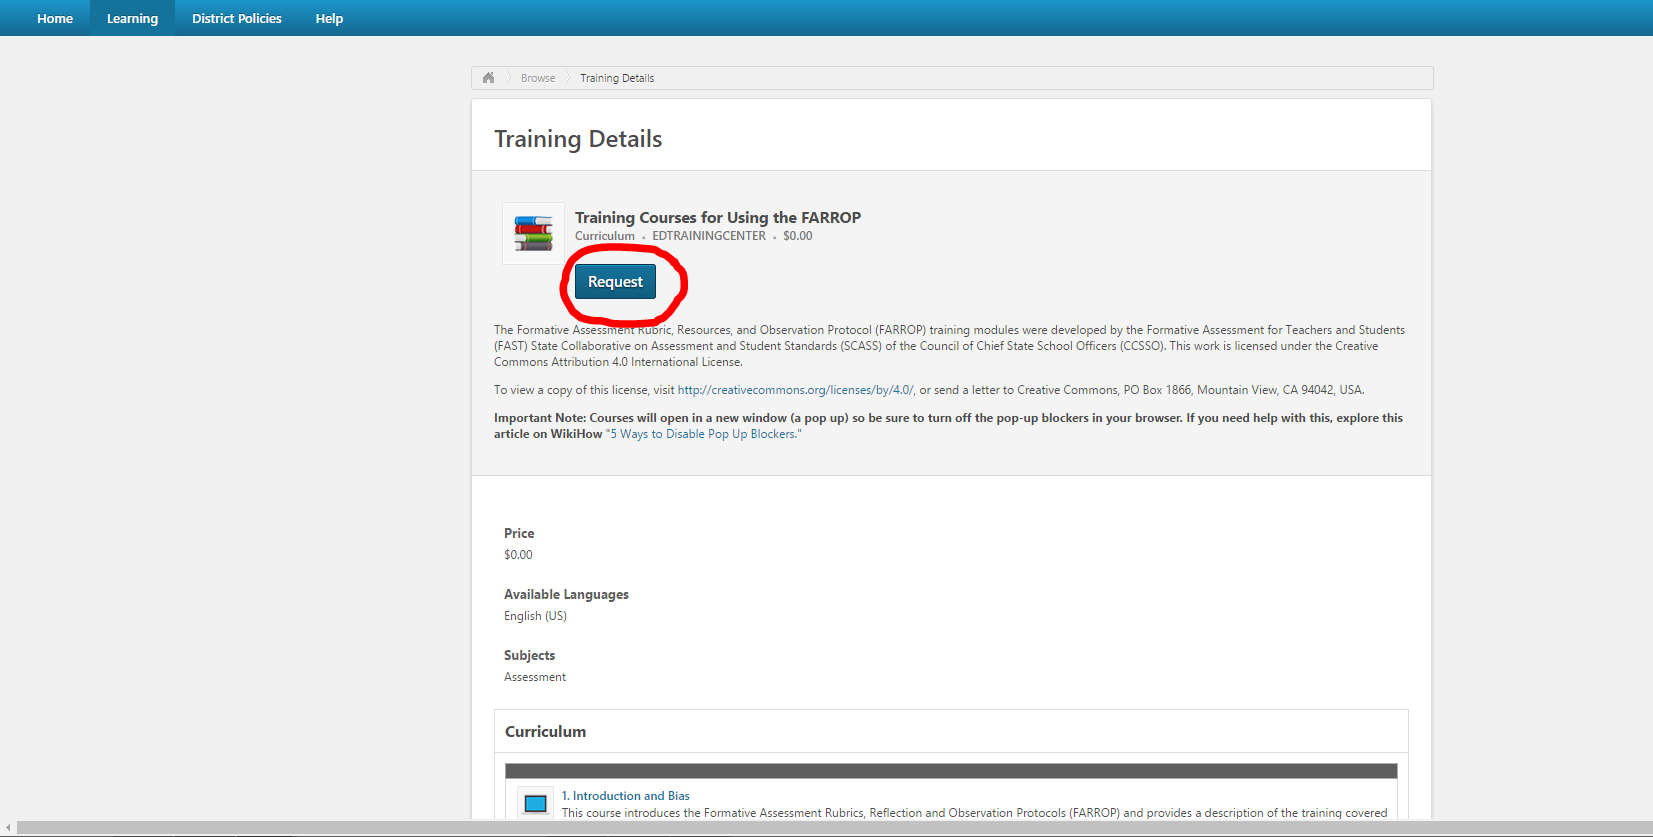 Home Learning District Policies Help
Browse Training Details
Training Details
Training Courses for Using the FARROP
Curriculum • EDTRAININGCENTER • $0.00
Request
The Formative Assessment Rubric, Resources, and Observation Protocol (FARROP) training modules were developed by the Formative Assessment for Teachers and Students
(FAST) State Collaborative on Assessment and Student Standards (SCASS) of the Council of Chief State School Officers (CCSSO). This work is licensed under the Creative
Commons Attribution 4.0 International License.
To view a copy of this license, visit http://creativecommons.org/licenses/by/4.0/, or send a letter to Creative Commons, PO Box 1866, Mountain View, CA 94042, USA.
Important Note: Courses will open in a new window (a pop up) so be sure to turn off the pop-up blockers in your browser. If you need help with this, explore this
article on WikiHow "5 Ways to Disable Pop Up Blockers."
Price
$0.00
Available Languages
English (US)
Subjects
Assessment
Curriculum
1. Introduction and Bias
This course introduces the Formative Assessment Rubrics, Reflection and Observation Protocols (FARROP) and provides a description of the training covered